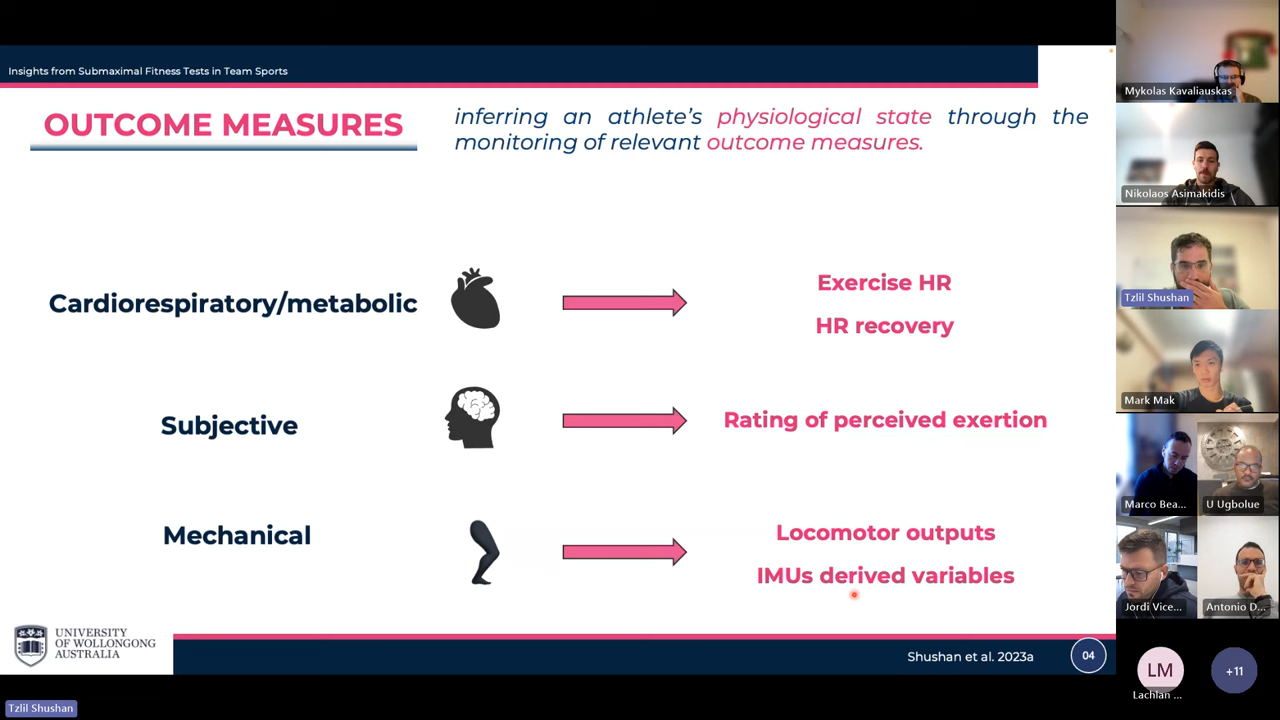 Insights from Submaximal Fitness Tests in Team Sports
OUTCOME MEASURES
inferring an athlete's physiological state through the
monitoring of relevant outcome measures.
Cardiorespiratory/metabolic
Exercise HR
HR recovery
Subjective
Rating of perceived exertion
Mechanical
Locomotor outputs
IMUs derived variables
UNIVERSITY
OF WOLLONGONG
AUSTRALIA
Shushan et al. 2023a
04
Tzlil Shushan
Mykolas Kavaliauskas
Nikolaos Asimakidis
Tzlil Shushan
Mark Mak
Marco Bea...
U Ugbolue
Jordi Vice...
Antonio D...
LM
Lachlan ...
+11